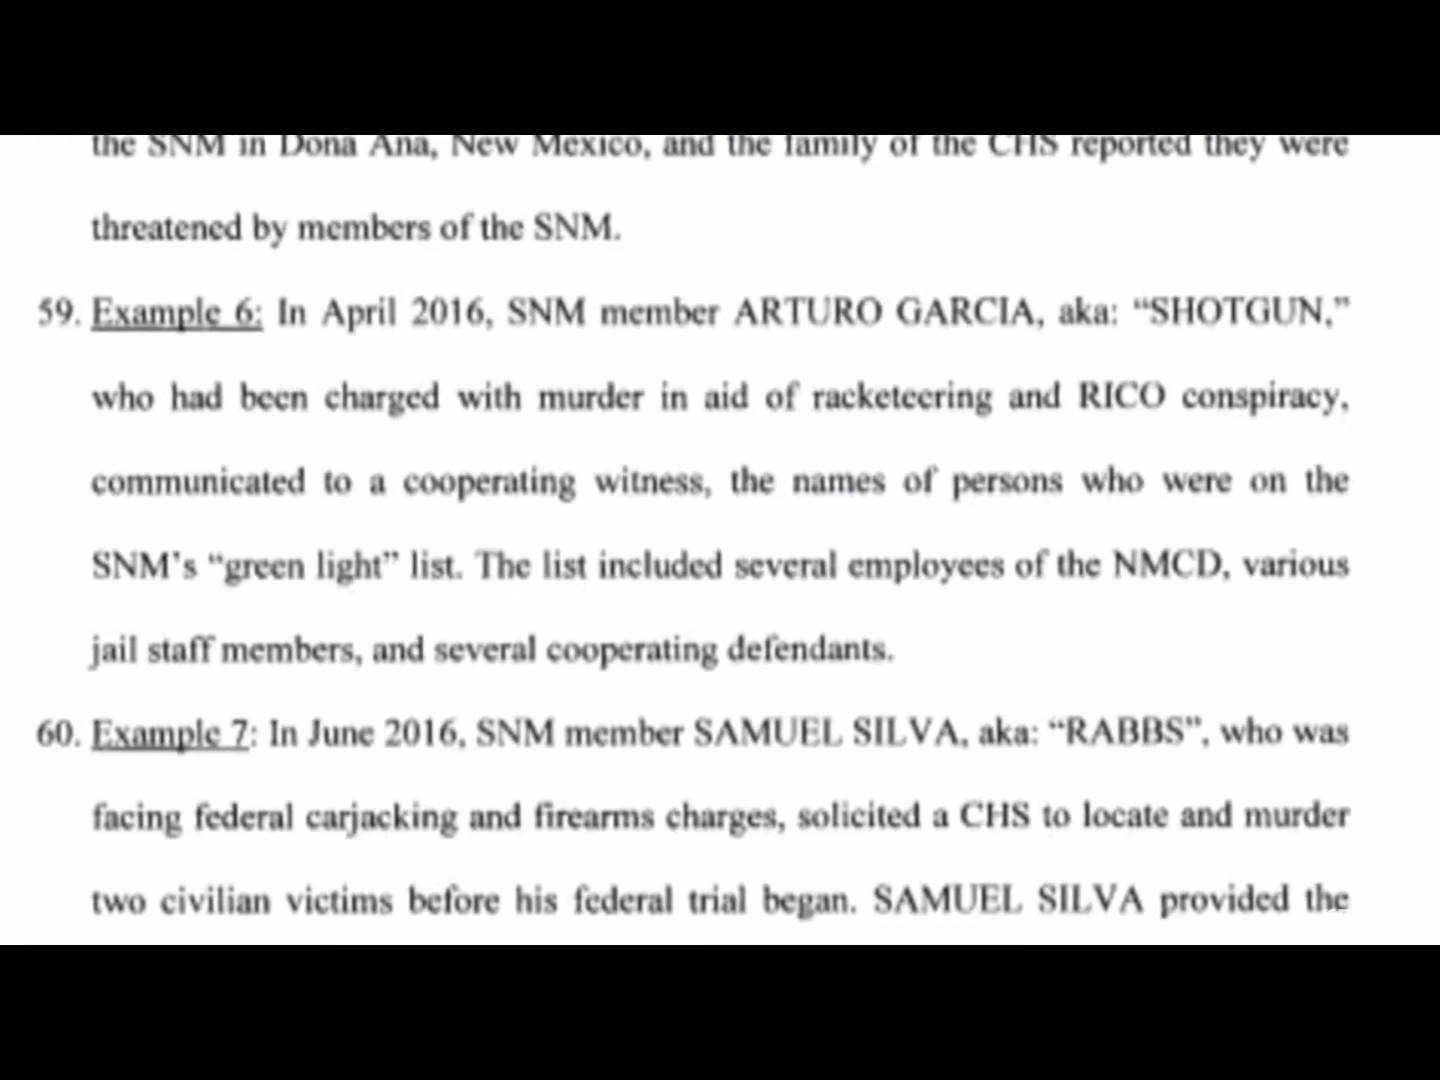 the SNM in Dona Ana, New Mexico, and the family of the CHS reported they were
threatened by members of the SNM.
59. Example 6: In April 2016, SNM member ARTURO GARCIA, aka: “SHOTGUN,”
who had been charged with murder in aid of racketeering and RICO conspiracy,
communicated to a cooperating witness, the names of persons who were on the
SNM’s “green light” list. The list included several employees of the NMCD, various
jail staff members, and several cooperating defendants.
60. Example 7: In June 2016, SNM member SAMUEL SILVA, aka: “RABBS”, who was
facing federal carjacking and firearms charges, solicited a CHS to locate and murder
two civilian victims before his federal trial began. SAMUEL SILVA provided the